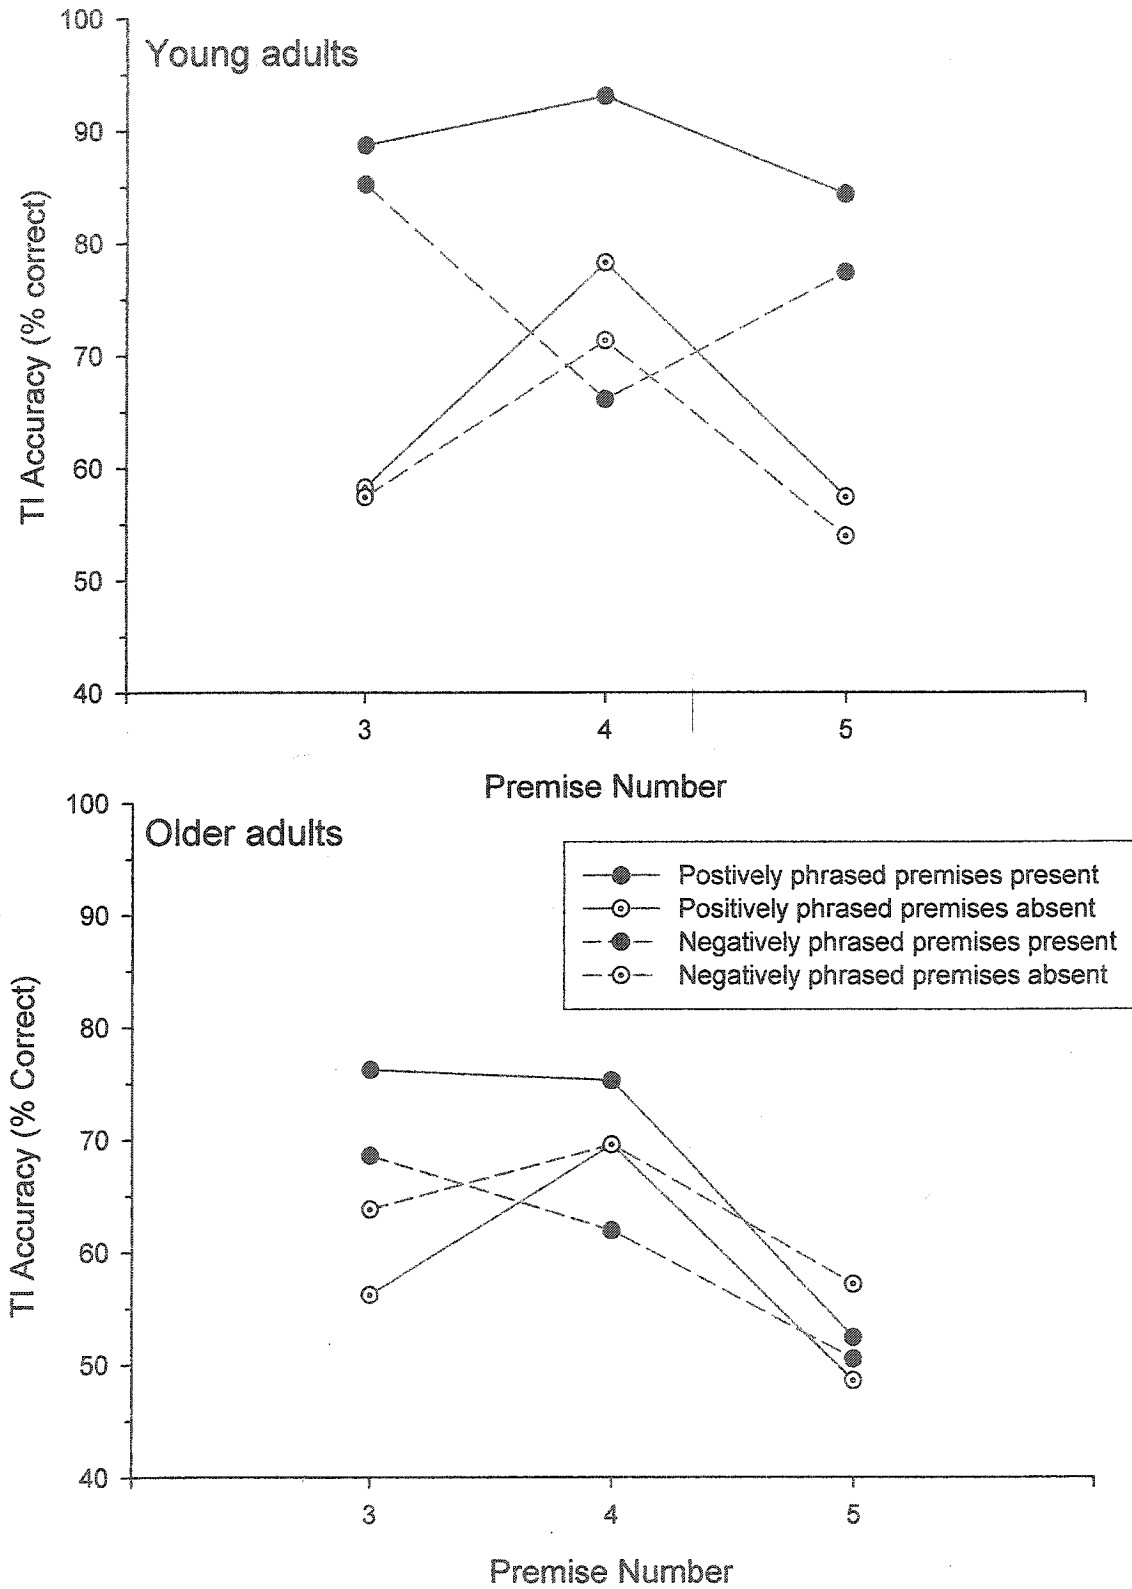 Young adults
100
90
80
70
60
50
40
TI Accuracy (% correct)
3 4 5
Premise Number
Older adults
100
90
80
70
60
50
40
TI Accuracy (% Correct)
Postively phrased premises present
Positively phrased premises absent
Negatively phrased premises present
Negatively phrased premises absent
3 4 5
Premise Number